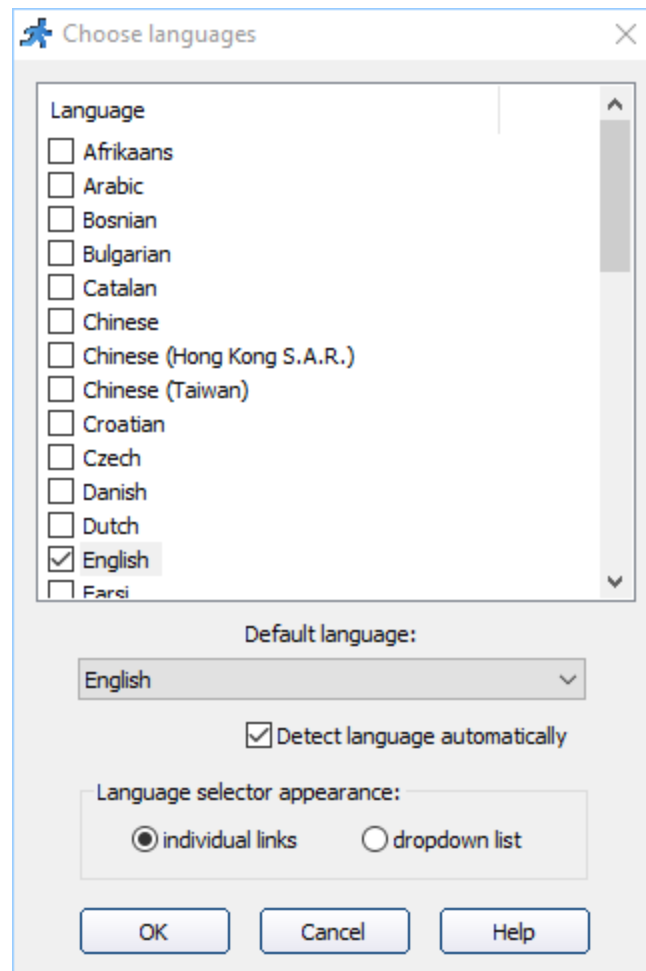 Choose languages
Language
Afrikaans
Arabic
Bosnian
Bulgarian
Catalan
Chinese
Chinese (Hong Kong S.A.R.)
Chinese (Taiwan)
Croatian
Czech
Danish
Dutch
English
Farsi
Default language:
English
Detect language automatically
Language selector appearance:
individual links dropdown list
OK Cancel Help